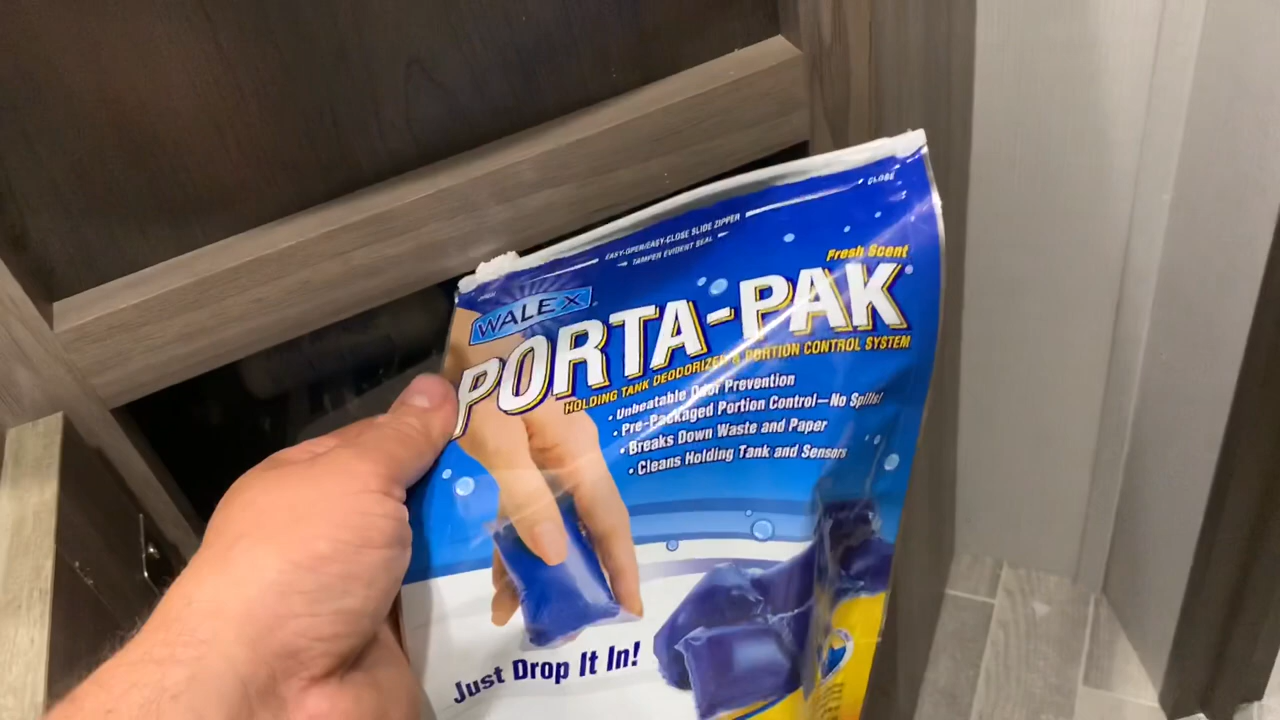 CLOSE
EASY-OPEN/EASY-CLOSE SLIDE ZIPPER
TAMPER EVIDENT SEAL
Fresh Scent
WALEX
PORTA-PAK
HOLDING TANK DEODORIZER & PORTION CONTROL SYSTEM
• Unbeatable Odor Prevention
• Pre-Packaged Portion Control—No Spills!
• Breaks Down Waste and Paper
• Cleans Holding Tank and Sensors
Just Drop It In!